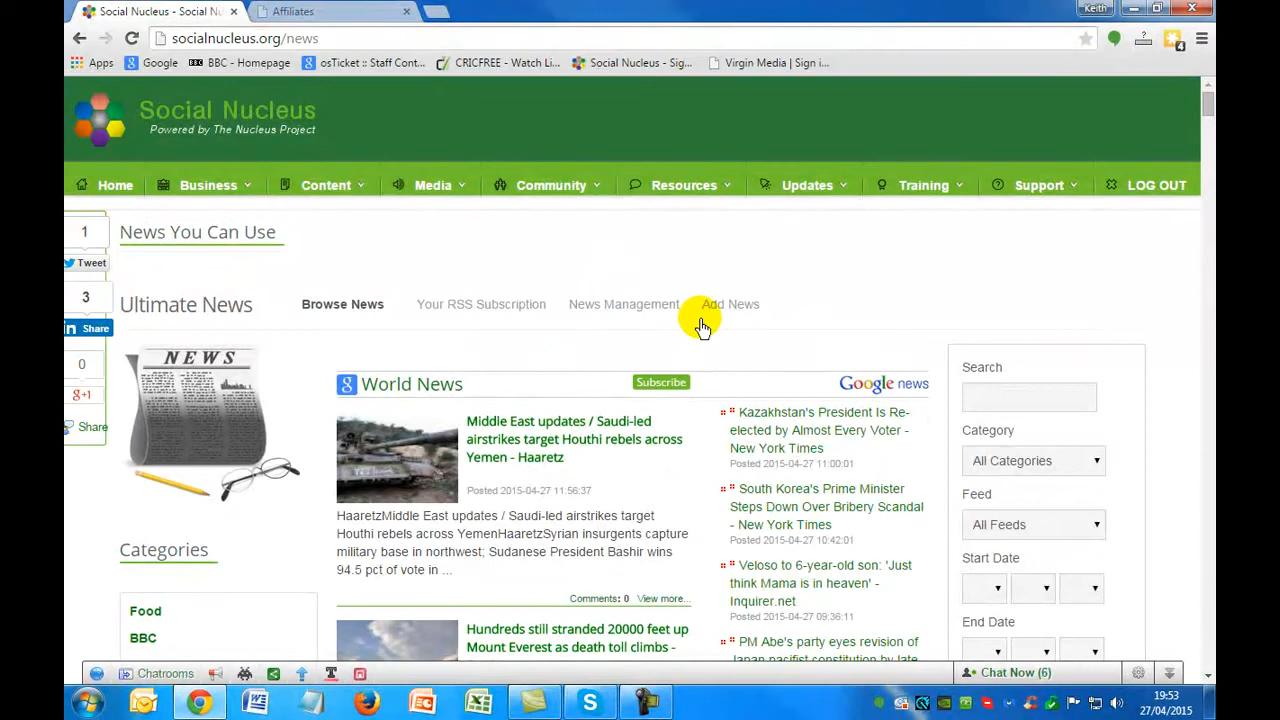 Social Nucleus - Social Nu
Affiliates
Keith
socialnucleus.org/news
4
Apps
Google
BBC - Homepage
osTicket :: Staff Cont...
CRICFREE - Watch Li...
Social Nucleus - Sig...
Virgin Media | Sign i...
Social Nucleus
Powered by The Nucleus Project
Home
Business
Content
Media
Community
Resources
Updates
Training
Support
LOG OUT
1
Tweet
3
in Share
0
g+1
Share
News You Can Use
Ultimate News
Browse News
Your RSS Subscription
News Management
Add News
NEWS
Categories
Food
BBC
World News
Subscribe
Google news
Middle East updates / Saudi-led
airstrikes target Houthi rebels across
Yemen - Haaretz
Posted 2015-04-27 11:56:37
HaaretzMiddle East updates / Saudi-led airstrikes target
Houthi rebels across YemenHaaretzSyrian insurgents capture
military base in northwest; Sudanese President Bashir wins
94.5 pct of vote in ...
Comments: 0 View more...
Hundreds still stranded 20000 feet up
Mount Everest as death toll climbs -
Kazakhstan's President Is Re-
elected by Almost Every Voter -
New York Times
Posted 2015-04-27 11:00:01
South Korea's Prime Minister
Steps Down Over Bribery Scandal
- New York Times
Posted 2015-04-27 10:42:01
Veloso to 6-year-old son: 'Just
think Mama is in heaven' -
Inquirer.net
Posted 2015-04-27 09:36:11
PM Abe's party eyes revision of
Japan pacifist constitution by late
Search
Category
All Categories
Feed
All Feeds
Start Date
End Date
Chatrooms
Chat Now (6)
19:53
27/04/2015